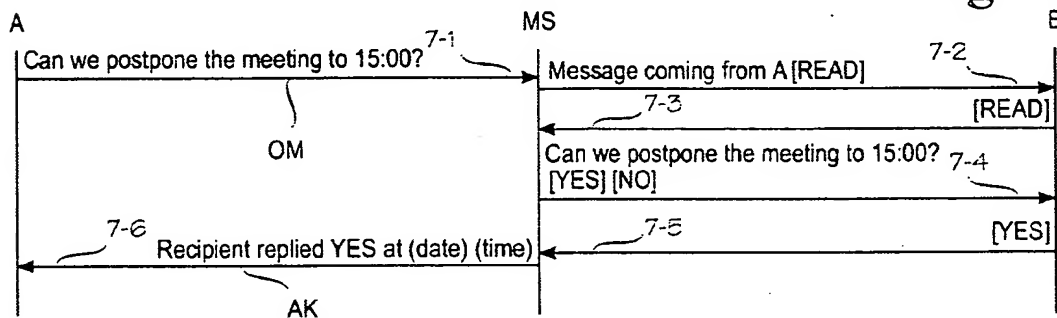 A MS B
Can we postpone the meeting to 15:00? 7-1
Message coming from A [READ] 7-2
7-3 [READ]
OM
Can we postpone the meeting to 15:00? 7-4
[YES] [NO]
7-6 Recipient replied YES at (date) (time)
7-5 [YES]
AK